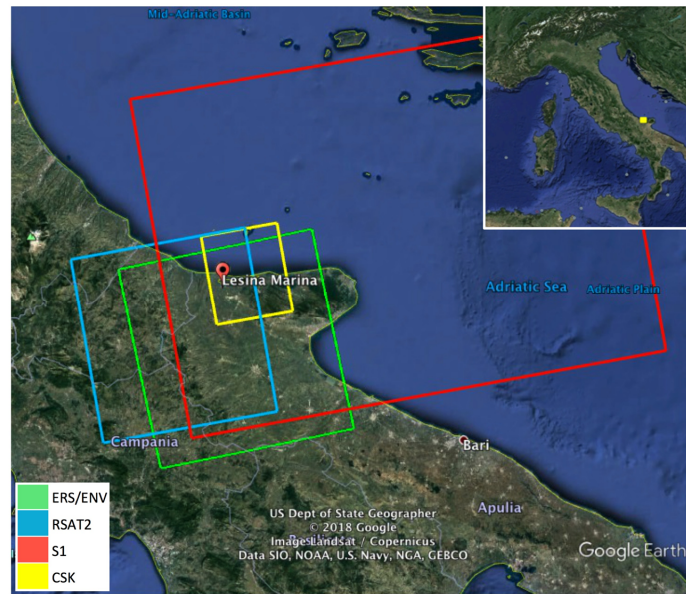 Mid-Adriatic Basin
Lesina Marina
Adriatic Sea
Adriatic Plain
Campania
Bari
Apulia
ERS/ENV
RSAT2
S1
CSK
US Dept of State Geographer
© 2018 Google
Image Landsat / Copernicus
Data SIO, NOAA, U.S. Navy, NGA, GEBCO
Google Earth